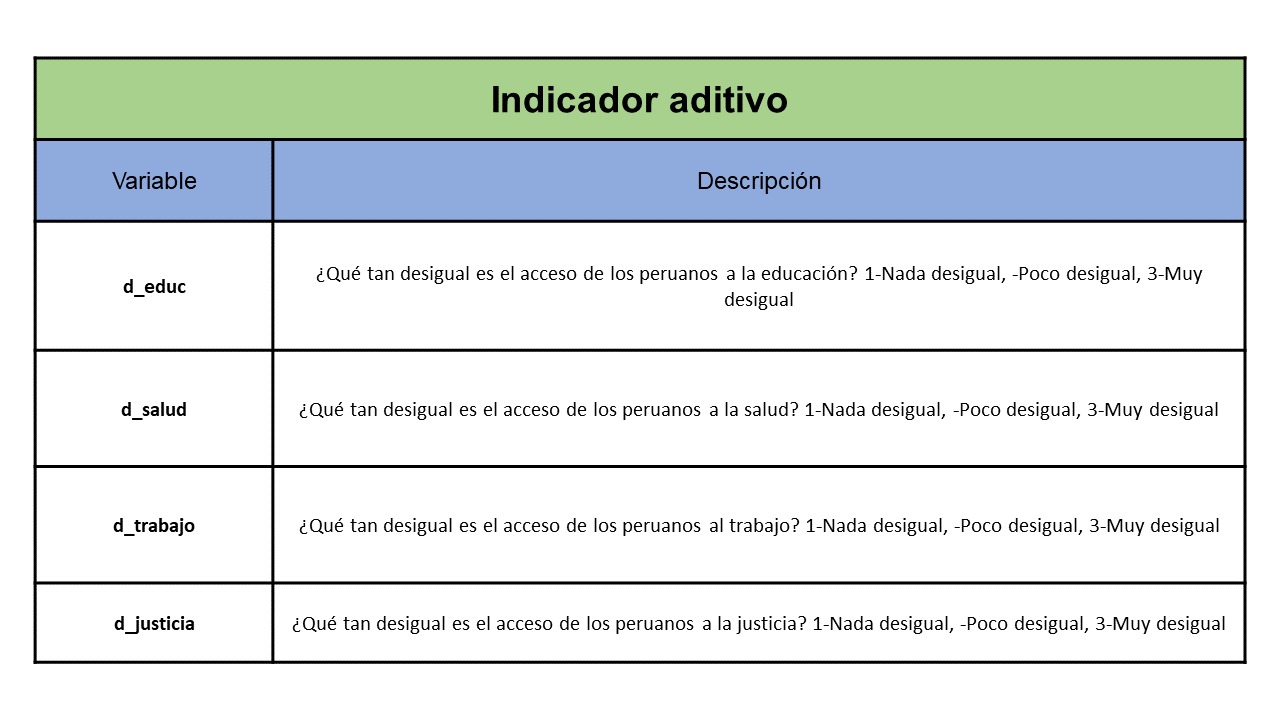 Indicador aditivo
Variable
Descripción
d_educ
¿Qué tan desigual es el acceso de los peruanos a la educación? 1-Nada desigual, -Poco desigual, 3-Muy
desigual
d_salud
¿Qué tan desigual es el acceso de los peruanos a la salud? 1-Nada desigual, -Poco desigual, 3-Muy desigual
d_trabajo
¿Qué tan desigual es el acceso de los peruanos al trabajo? 1-Nada desigual, -Poco desigual, 3-Muy desigual
d_justicia
¿Qué tan desigual es el acceso de los peruanos a la justicia? 1-Nada desigual, -Poco desigual, 3-Muy desigual